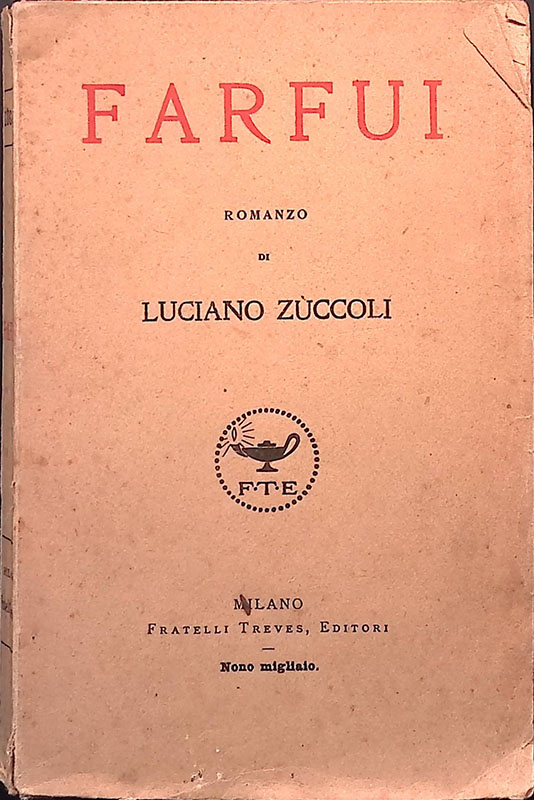 FARFUI
ROMANZO
DI
LUCIANO ZÙCCOLI
F·T·E
MILANO
FRATELLI TREVES, EDITORI
Nono migliaio.